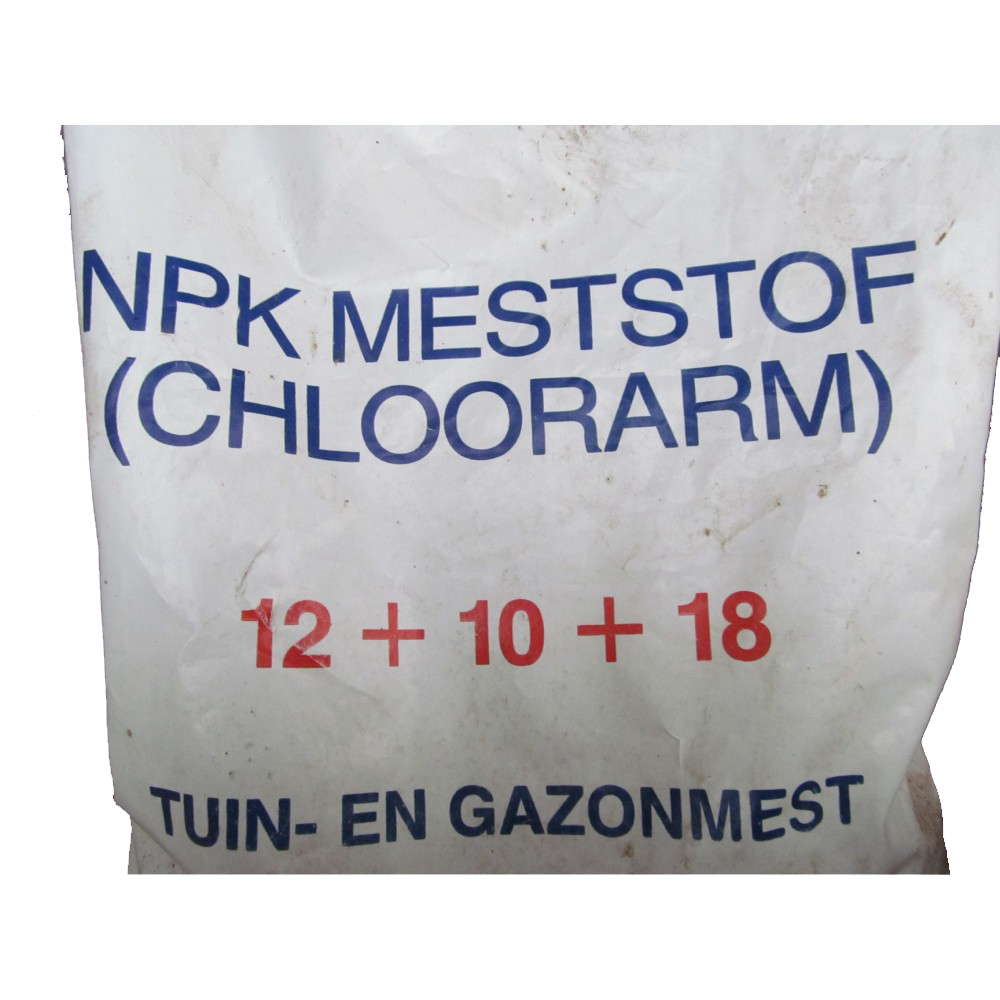 NPK MESTSTOF
(CHLOORARM)
12 + 10 + 18
TUIN- EN GAZONMEST